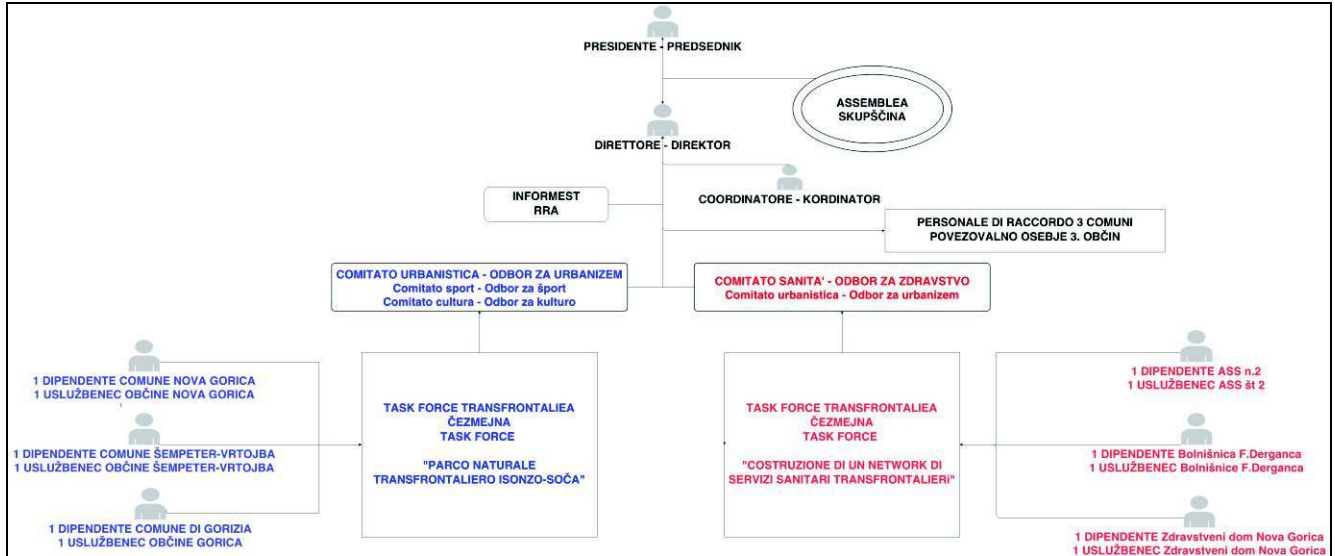 PRESIDENTE - PREDSEDNIK
ASSEMBLEA
SKUPŠČINA
DIRETTORE - DIREKTOR
COORDINATORE - KORDINATOR
INFORMEST
RRA
PERSONALE DI RACCORDO 3 COMUNI
POVEZOVALNO OSEBJE 3. OBČIN
COMITATO URBANISTICA - ODBOR ZA URBANIZEM
Comitato sport - Odbor za šport
Comitato cultura - Odbor za kulturo
COMITATO SANITA' - ODBOR ZA ZDRAVSTVO
Comitato urbanistica - Odbor za urbanizem
1 DIPENDENTE COMUNE NOVA GORICA
1 USLUŽBENEC OBČINE NOVA GORICA
1 DIPENDENTE COMUNE ŠEMPETER-VRTOJBA
1 USLUŽBENEC OBČINE ŠEMPETER-VRTOJBA
1 DIPENDENTE COMUNE DI GORIZIA
1 USLUŽBENEC OBČINE GORICA
TASK FORCE TRANSFRONTALIEA
ČEZMEJNA
TASK FORCE
"PARCO NATURALE
TRANSFRONTALIERO ISONZO-SOČA"
TASK FORCE TRANSFRONTALIEA
ČEZMEJNA
TASK FORCE
"COSTRUZIONE DI UN NETWORK DI
SERVIZI SANITARI TRANSFRONTALIERi"
1 DIPENDENTE ASS n.2
1 USLUŽBENEC ASS št 2
1 DIPENDENTE Bolnišnica F.Derganca
1 USLUŽBENEC Bolnišnice F.Derganca
1 DIPENDENTE Zdravstveni dom Nova Gorica
1 USLUŽBENEC Zdravstveni dom Nova Gorica